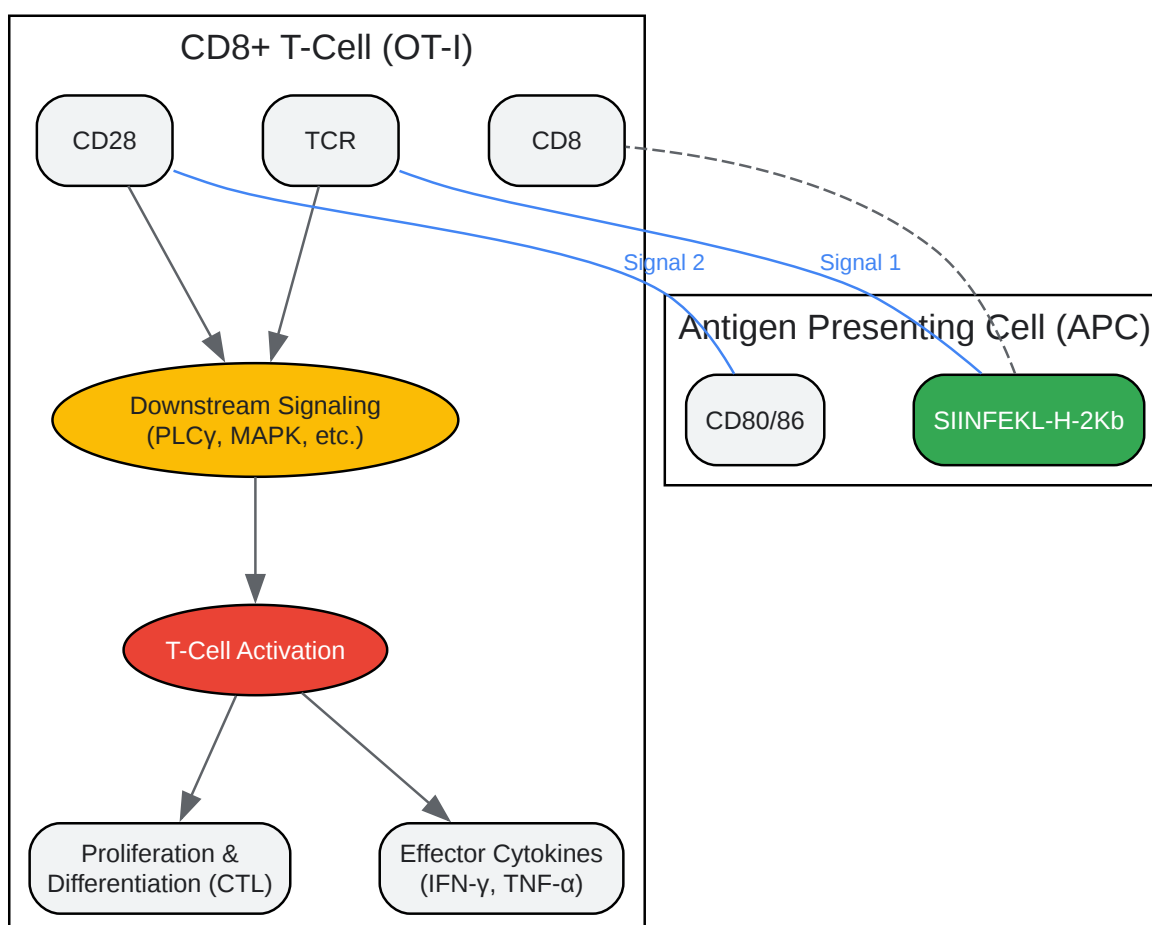 CD8+ T-Cell (OT-I)
CD28
TCR
CD8
Signal 2
Signal 1
Antigen Presenting Cell (APC)
CD80/86
SIINFEKL-H-2Kb
Downstream Signaling
(PLCγ, MAPK, etc.)
T-Cell Activation
Proliferation &
Differentiation (CTL)
Effector Cytokines
(IFN-γ, TNF-α)